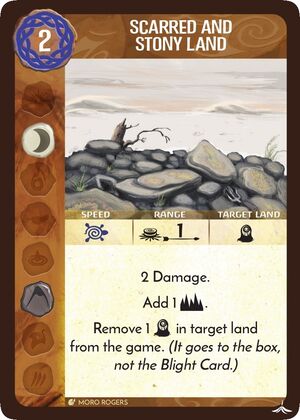 2
SCARRED AND
STONY LAND
SPEED
RANGE
TARGET LAND
1
2 Damage.
Add 1
Remove 1 in target land
from the game. (It goes to the box,
not the Blight Card.)
MORO ROGERS